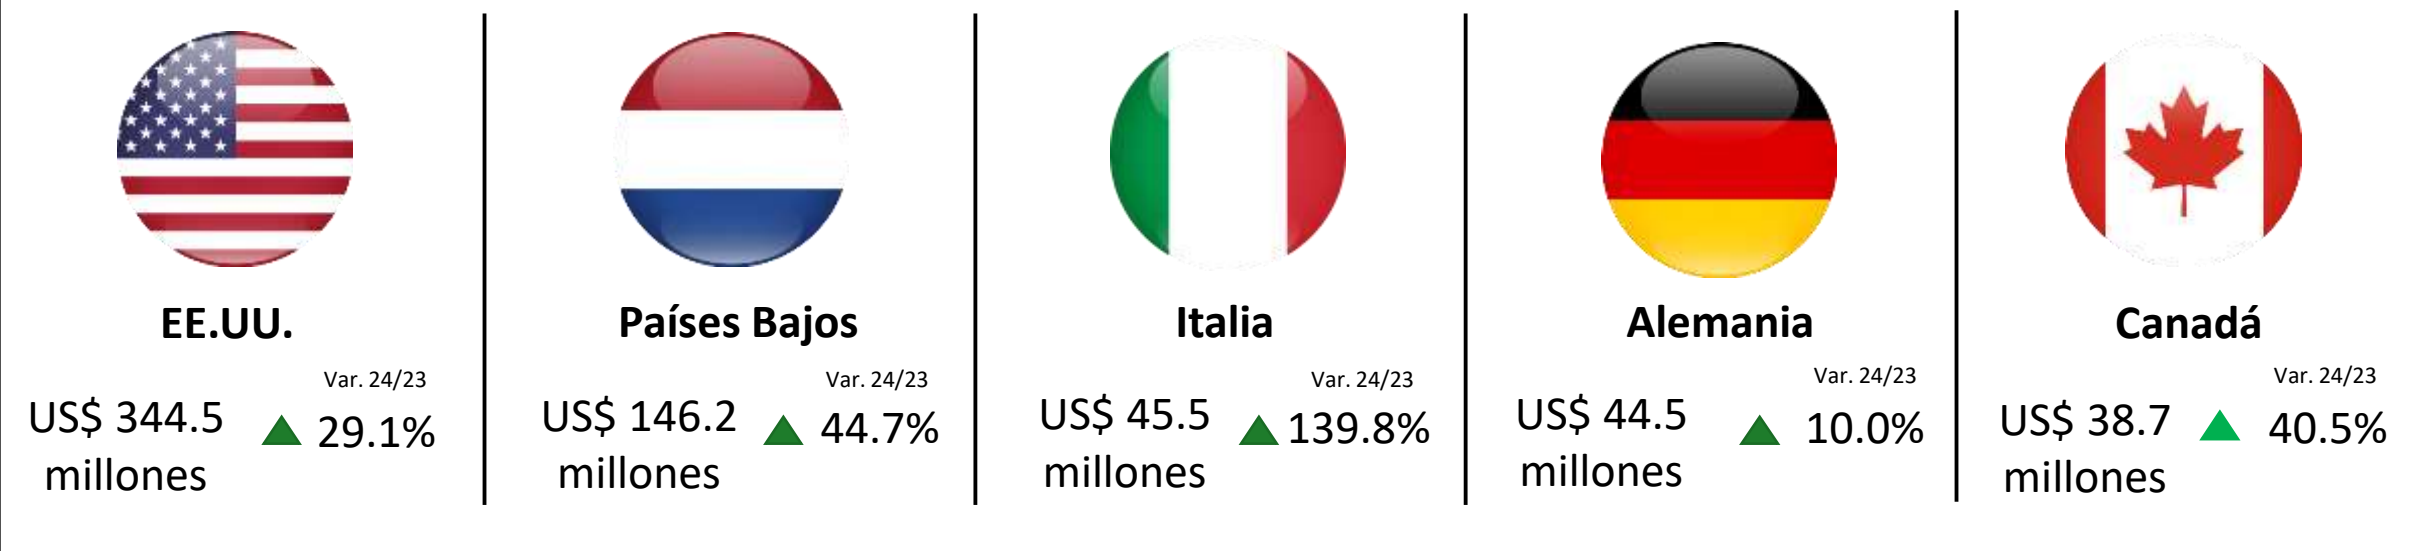 EE.UU.
Var. 24/23
US$ 344.5
29.1%
millones
Países Bajos
Var. 24/23
US$ 146.2
44.7%
millones
Italia
Var. 24/23
US$ 45.5
139.8%
millones
Alemania
Var. 24/23
US$ 44.5
10.0%
millones
Canadá
Var. 24/23
US$ 38.7
40.5%
millones